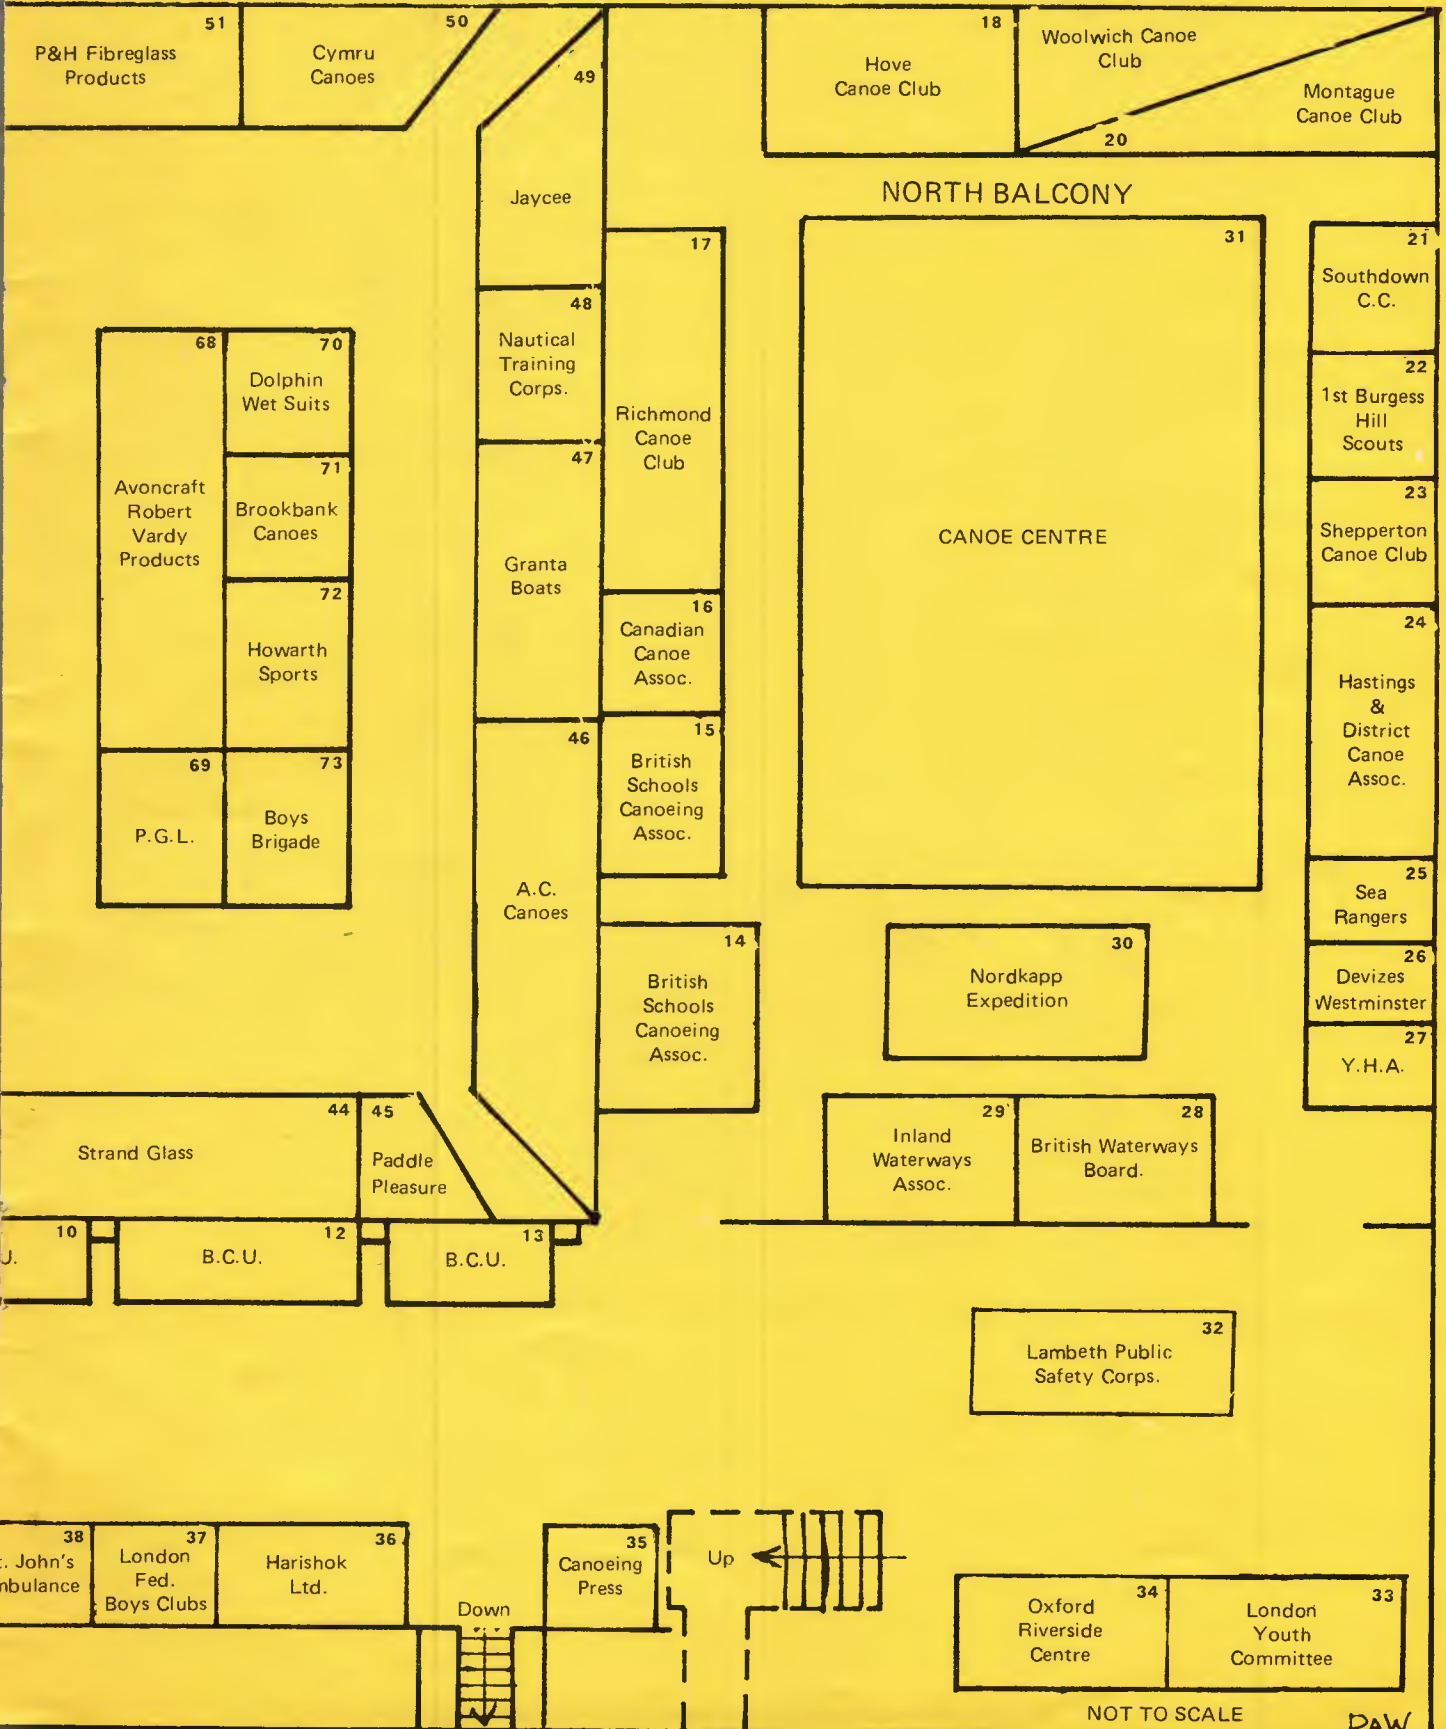 51
P&H Fibreglass
Products
50
Cymru
Canoes
49
Jaycee
18
Hove
Canoe Club
Woolwich Canoe
Club
20
Montague
Canoe Club
NORTH BALCONY
17
Richmond
Canoe
Club
31
CANOE CENTRE
21
Southdown
C.C.
22
1st Burgess
Hill
Scouts
23
Shepperton
Canoe Club
24
Hastings
&
District
Canoe
Assoc.
25
Sea
Rangers
26
Devizes
Westminster
27
Y.H.A.
48
Nautical
Training
Corps.
47
Granta
Boats
46
A.C.
Canoes
68
Avoncraft
Robert
Vardy
Products
70
Dolphin
Wet Suits
71
Brookbank
Canoes
72
Howarth
Sports
69
P.G.L.
73
Boys
Brigade
16
Canadian
Canoe
Assoc.
15
British
Schools
Canoeing
Assoc.
14
British
Schools
Canoeing
Assoc.
30
Nordkapp
Expedition
29
Inland
Waterways
Assoc.
28
British Waterways
Board.
44
Strand Glass
45
Paddle
Pleasure
10
U.
12
B.C.U.
13
B.C.U.
32
Lambeth Public
Safety Corps.
38
t. John's
mbulance
37
London
Fed.
Boys Clubs
36
Harishok
Ltd.
Down
35
Canoeing
Press
Up
34
Oxford
Riverside
Centre
33
London
Youth
Committee
NOT TO SCALE
DAW